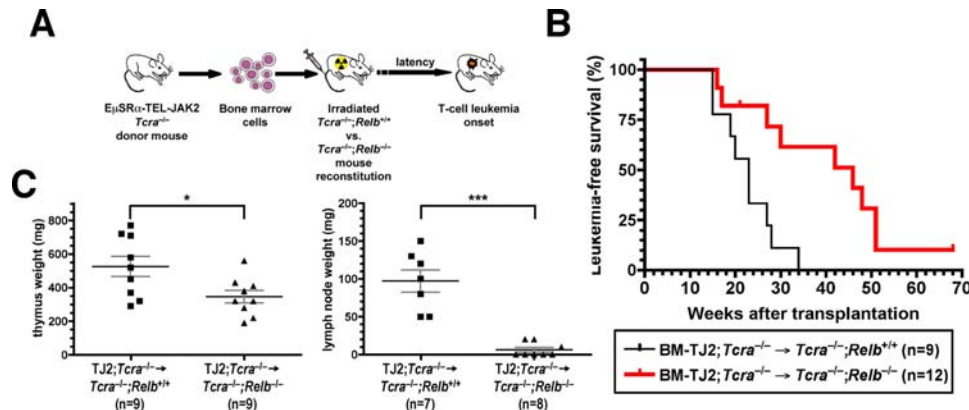 A
EμSRα-TEL-JAK2
Tcra–/–
donor mouse
Bone marrow
cells
Irradiated
Tcra–/–;Relb+/+
vs.
Tcra–/–;Relb–/–
mouse
reconstitution
latency
T-cell leukemia
onset
B
Leukemia-free survival (%)
100
75
50
25
0
0 10 20 30 40 50 60 70
Weeks after transplantation
BM-TJ2;Tcra–/– → Tcra–/–;Relb+/+ (n=9)
BM-TJ2;Tcra–/– → Tcra–/–;Relb–/– (n=12)
C
thymus weight (mg)
800
600
400
200
0
*
TJ2;Tcra–/–→
Tcra–/–;Relb+/+
(n=9)
TJ2;Tcra–/–→
Tcra–/–;Relb–/–
(n=9)
lymph node weight (mg)
200
150
100
50
0
***
TJ2;Tcra–/–→
Tcra–/–;Relb+/+
(n=7)
TJ2;Tcra–/–→
Tcra–/–;Relb–/–
(n=8)